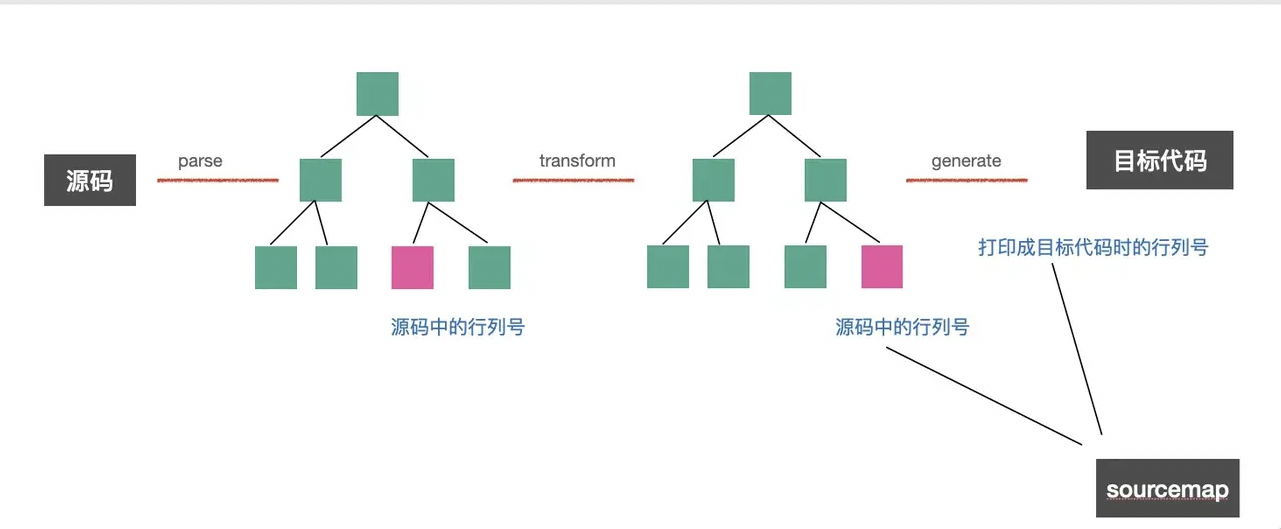 源码
parse
transform
generate
目标代码
打印成目标代码时的行列号
源码中的行列号
源码中的行列号
sourcemap